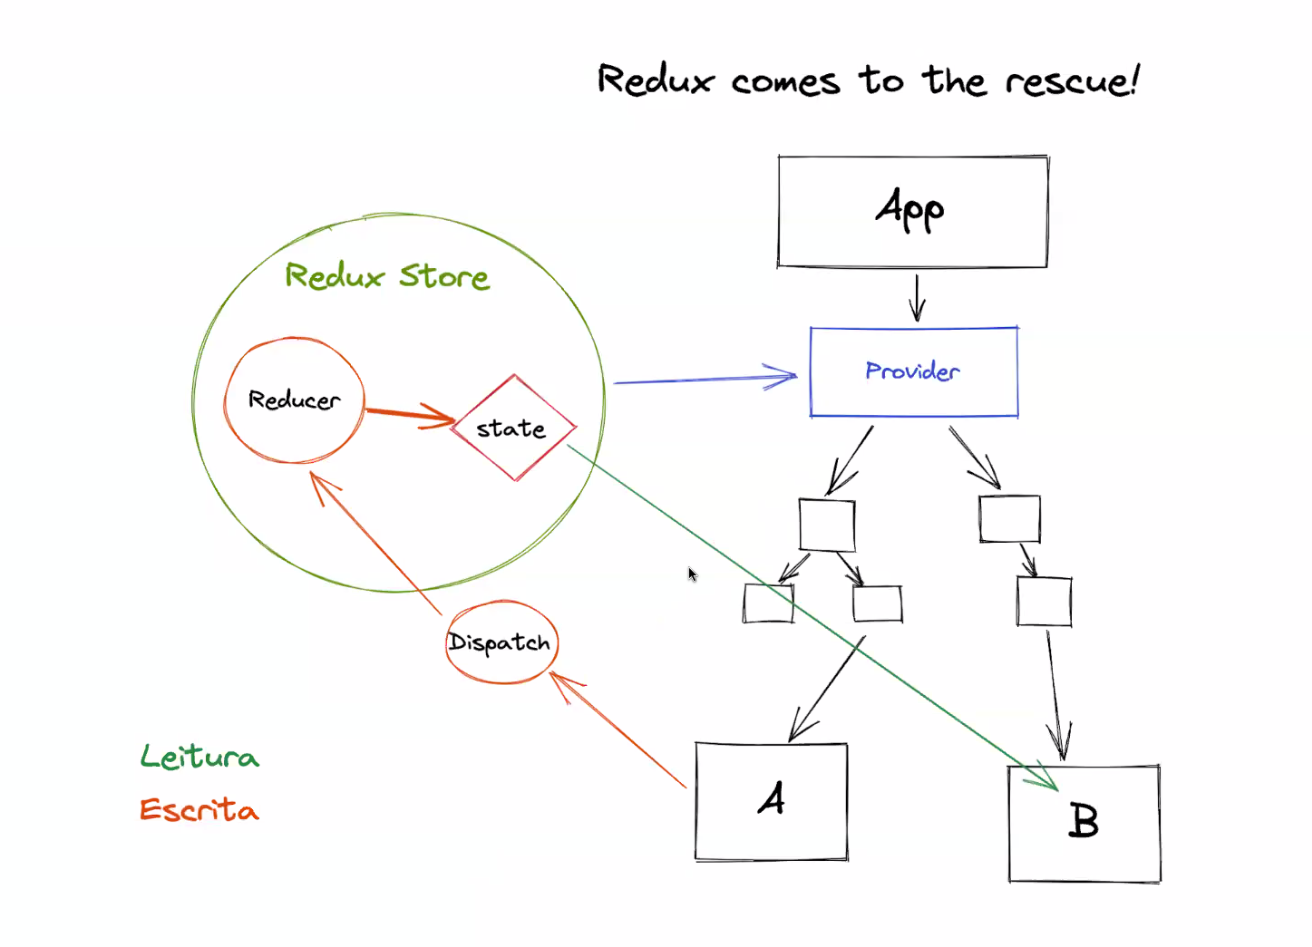 Redux comes to the rescue!
App
Redux Store
Provider
Reducer
state
Dispatch
Leitura
Escrita
A
B